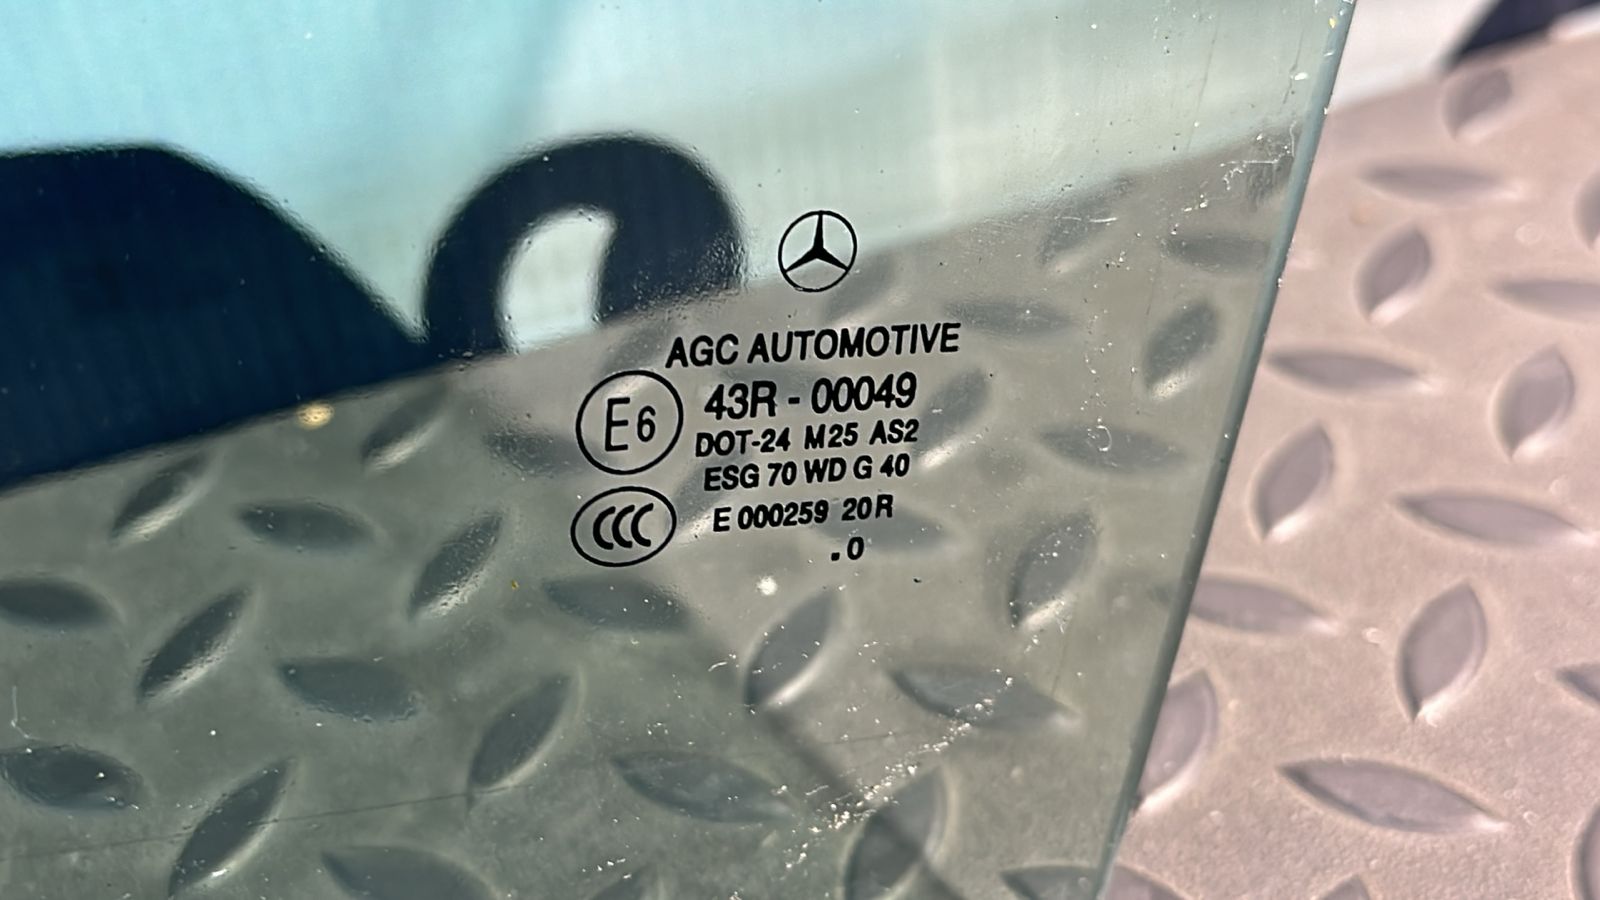 AGC AUTOMOTIVE
E6 43R - 00049
DOT-24 M25 AS2
ESG 70 WD G 40
CCC E 000259 20R
.0